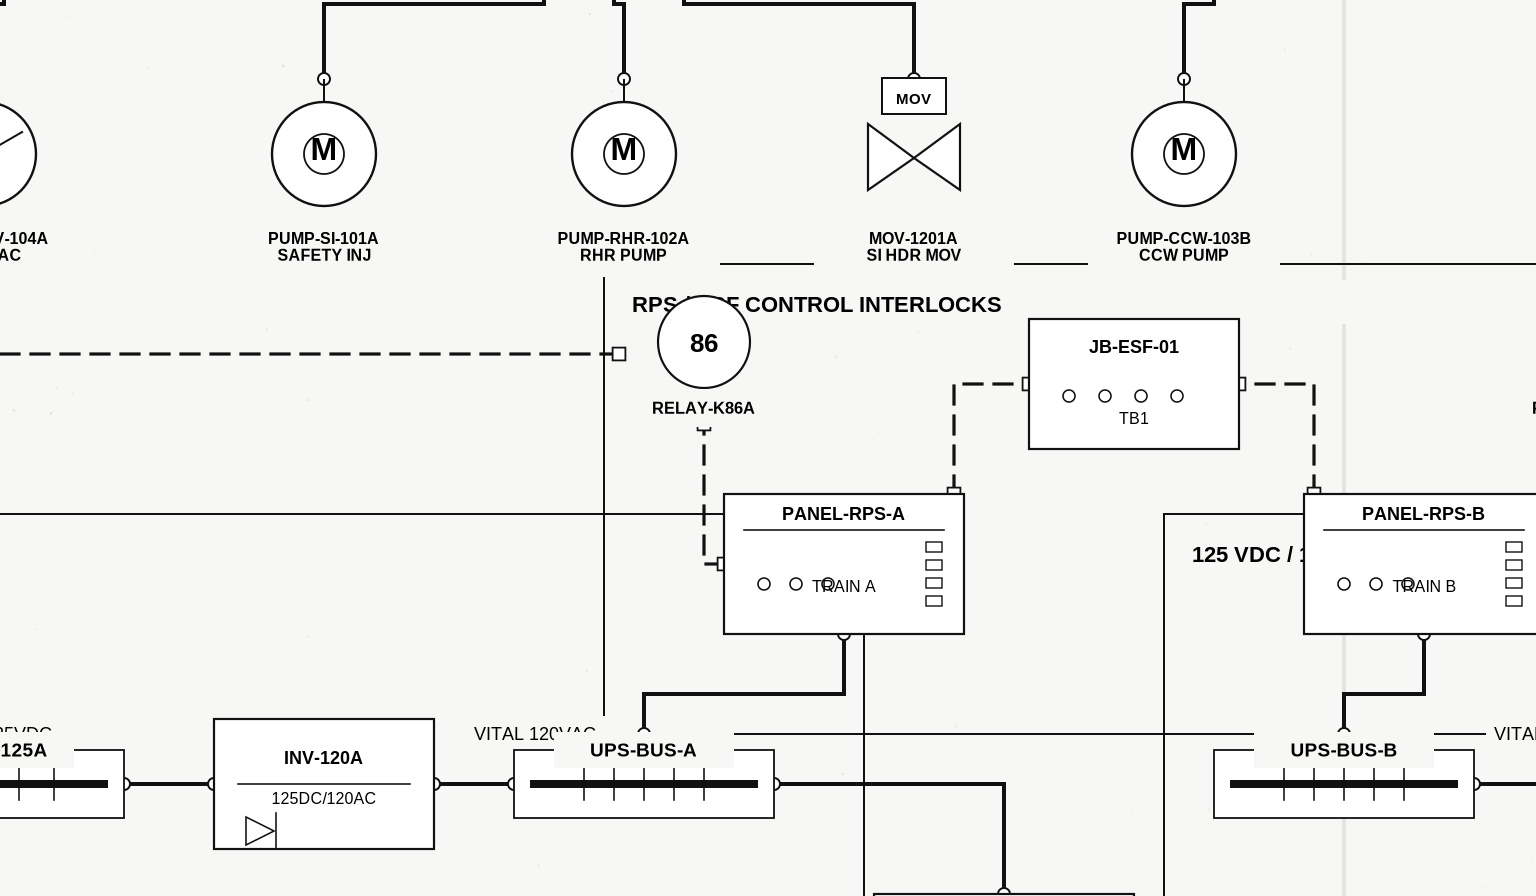 MOV
M
M
M
V-104A
AC
PUMP-SI-101A
SAFETY INJ
PUMP-RHR-102A
RHR PUMP
MOV-1201A
SI HDR MOV
PUMP-CCW-103B
CCW PUMP
CONTROL INTERLOCKS
86
RELAY-K86A
JB-ESF-01
TB1
PANEL-RPS-A
TRAIN A
125 VDC /
PANEL-RPS-B
TRAIN B
125A
INV-120A
125DC/120AC
VITAL 120VAC
UPS-BUS-A
UPS-BUS-B